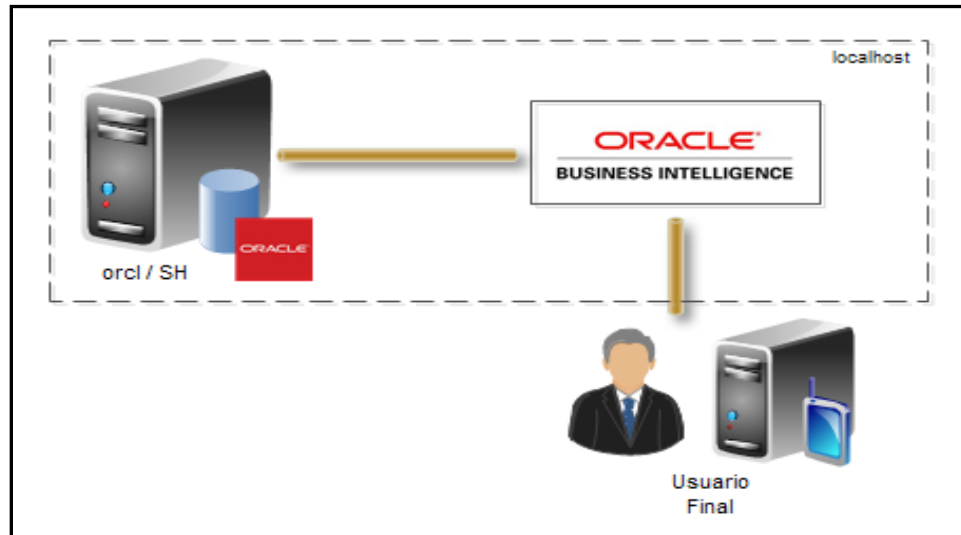 localhost
ORACLE
BUSINESS INTELLIGENCE
ORACLE
orcl / SH
Usuario
Final